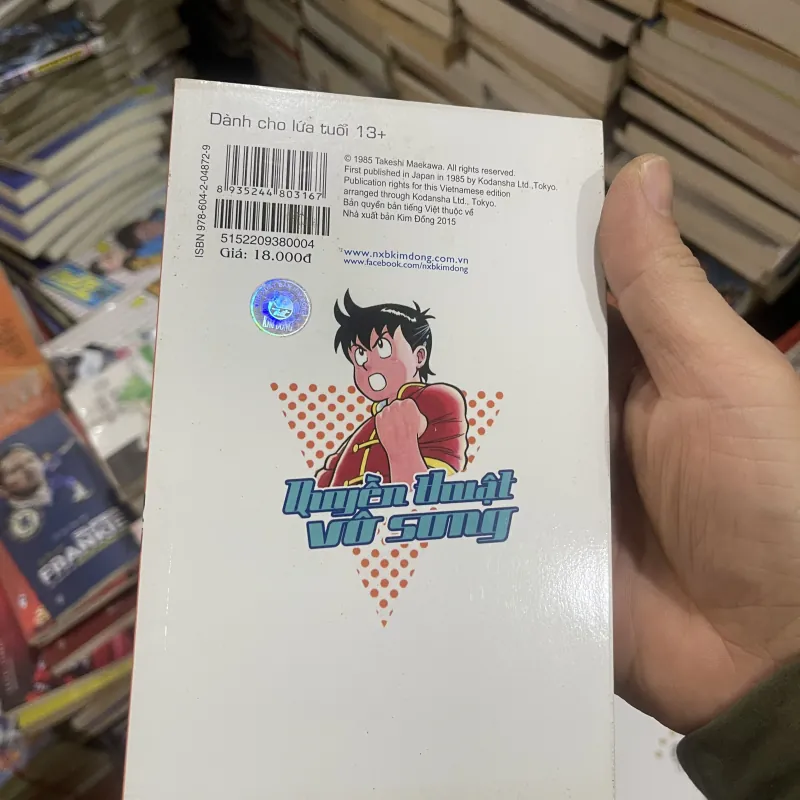 Dành cho lứa tuổi 13+
ISBN 978-604-2-04872-9
8 935244 803167
5152209380004
Giá: 18.000đ
© 1985 Takeshi Maekawa. All rights reserved.
First published in Japan in 1985 by Kodansha Ltd.,Tokyo.
Publication rights for this Vietnamese edition
arranged through Kodansha Ltd., Tokyo.
Bản quyền bản tiếng Việt thuộc về
Nhà xuất bản Kim Đồng 2015
www.nxbkimdong.com.vn
www.facebook.com/nxbkimdong
Quyền thuật
vô song
FRANK